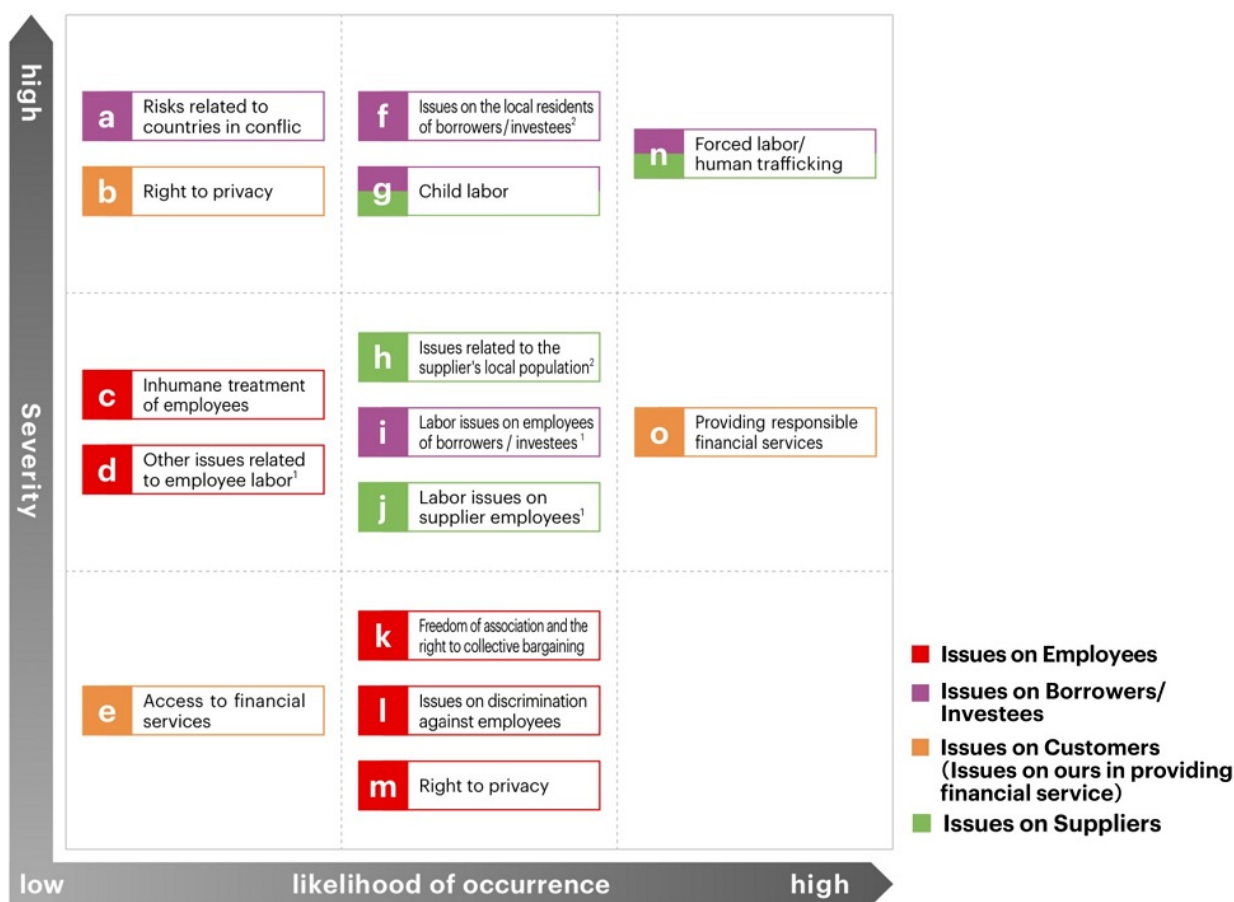 high
Severity
a
Risks related to
countries in conflic
b
Right to privacy
f
Issues on the local residents
of borrowers/investees2
g
Child labor
n
Forced labor/
human trafficking
c
Inhumane treatment
of employees
d
Other issues related
to employee labor1
h
Issues related to the
supplier's local population2
i
Labor issues on employees
of borrowers / investees 1
j
Labor issues on
supplier employees1
o
Providing responsible
financial services
e
Access to financial
services
k
Freedom of association and the
right to collective bargaining
l
Issues on discrimination
against employees
m
Right to privacy
low
likelihood of occurrence
high
Issues on Employees
Issues on Borrowers/
Investees
Issues on Customers
(Issues on ours in providing
financial service)
Issues on Suppliers